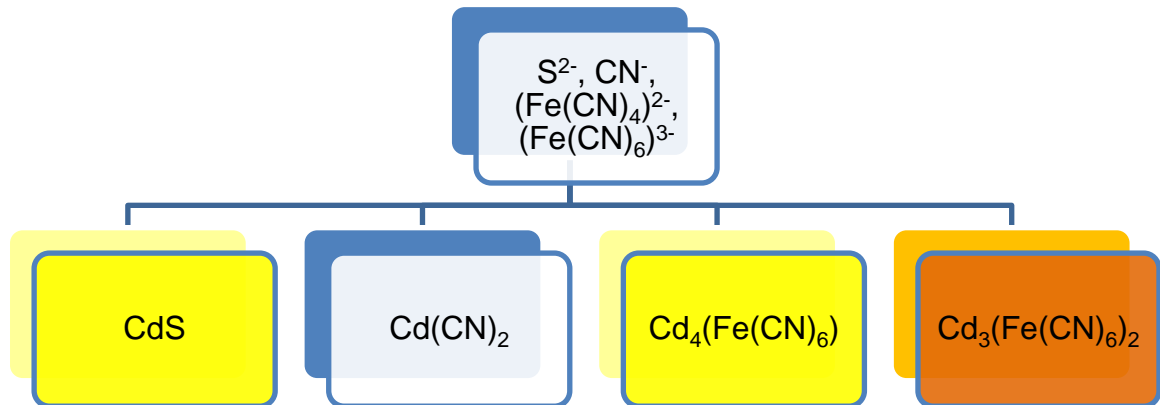 S²⁻, CN⁻,
(Fe(CN)₄)²⁻,
(Fe(CN)₆)³⁻
CdS
Cd(CN)₂
Cd₄(Fe(CN)₆)
Cd₃(Fe(CN)₆)₂